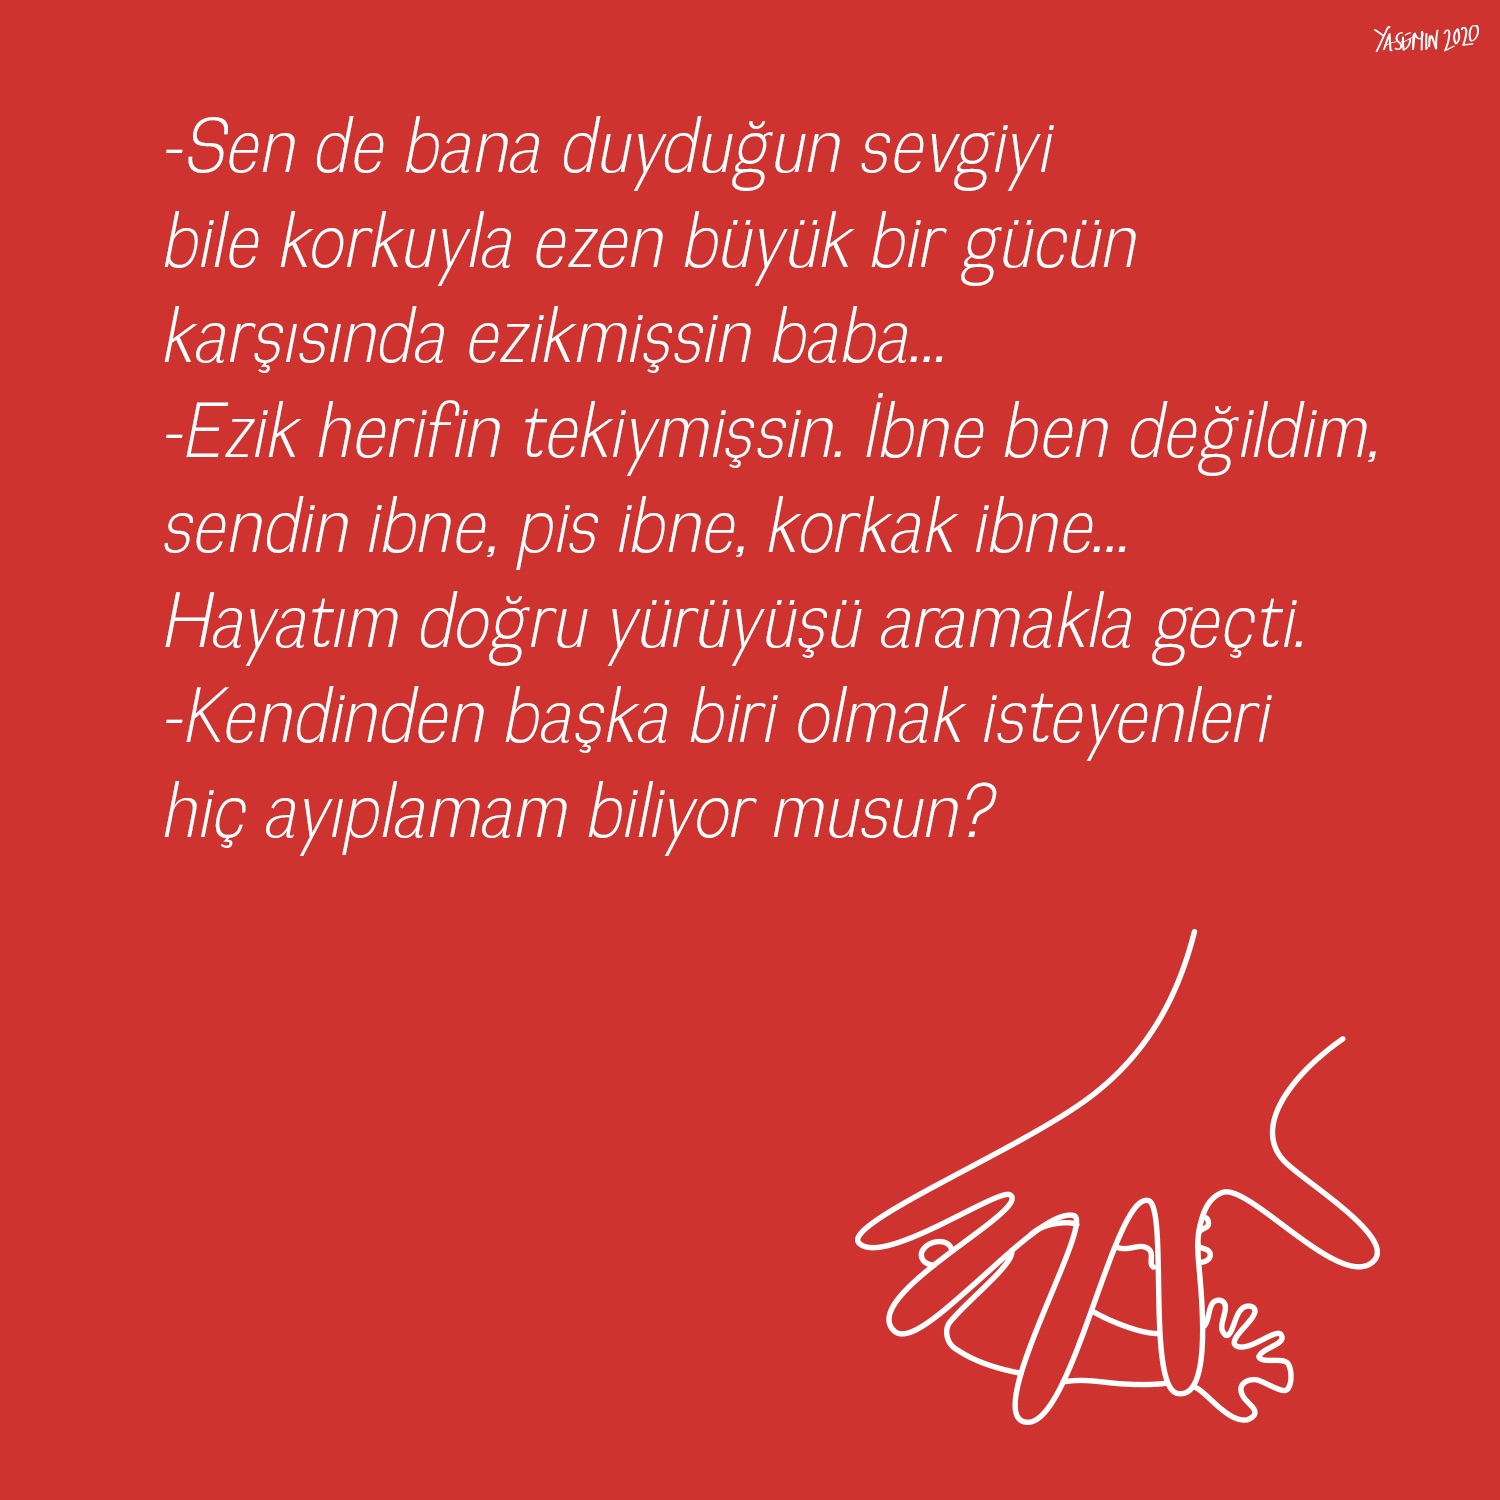 YASEMIN 2020
-Sen de bana duyduğun sevgiyi
bile korkuyla ezen büyük bir gücün
karşısında ezikmişsin baba...
-Ezik herifin tekiymişsin. İbne ben değildim,
sendin ibne, pis ibne, korkak ibne...
Hayatım doğru yürüyüşü aramakla geçti.
-Kendinden başka biri olmak isteyenleri
hiç ayıplamam biliyor musun?